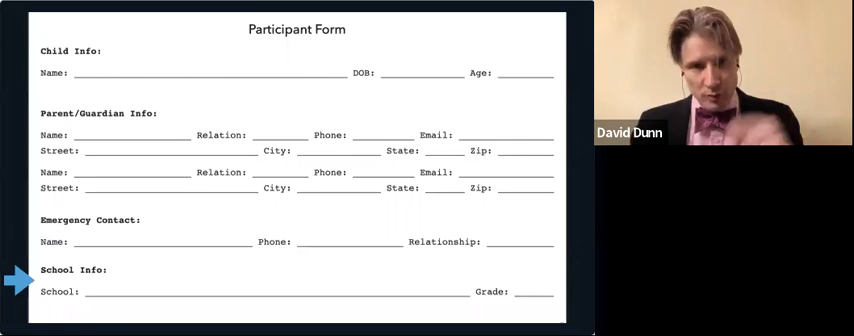 Participant Form
Child Info:
Name: DOB: Age:
Parent/Guardian Info:
Name: Relation: Phone: Email:
Street: City: State: Zip:
Name: Relation: Phone: Email:
Street: City: State: Zip:
Emergency Contact:
Name: Phone: Relationship:
School Info:
School: Grade:
David Dunn